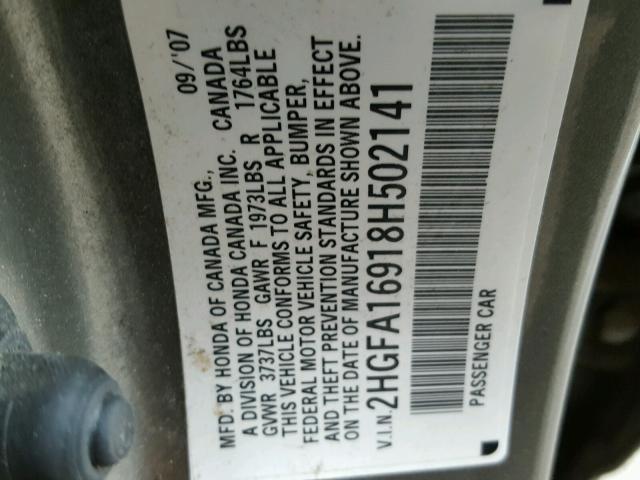 MFD. BY HONDA OF CANADA MFG., 09/'07
A DIVISION OF HONDA CANADA INC. CANADA
GVWR 3737LBS GAWR F 1973LBS R 1764LBS
THIS VEHICLE CONFORMS TO ALL APPLICABLE
FEDERAL MOTOR VEHICLE SAFETY, BUMPER,
AND THEFT PREVENTION STANDARDS IN EFFECT
ON THE DATE OF MANUFACTURE SHOWN ABOVE.
V.I.N. 2HGFA16918H502141
PASSENGER CAR